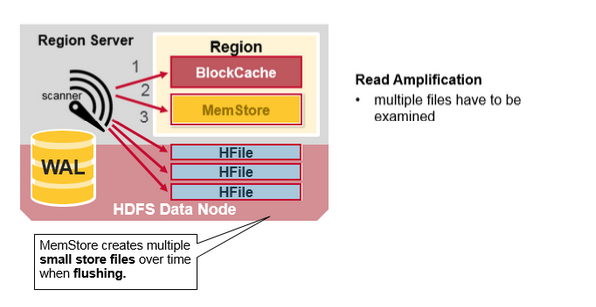 Region Server
Region
1
BlockCache
2
scanner
MemStore
3
HFile
HFile
HFile
WAL
HDFS Data Node
MemStore creates multiple
small store files over time
when flushing.
Read Amplification
• multiple files have to be
examined